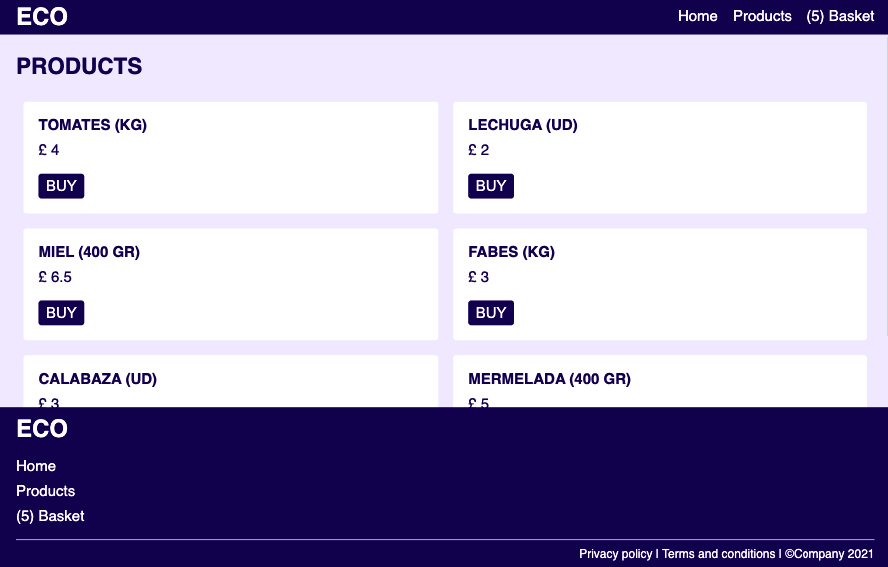 ECO
Home Products (5) Basket
PRODUCTS
TOMATES (KG)
£ 4
BUY
LECHUGA (UD)
£ 2
BUY
MIEL (400 GR)
£ 6.5
BUY
FABES (KG)
£ 3
BUY
CALABAZA (UD)
£ 3
MERMELADA (400 GR)
£ 5
ECO
Home
Products
(5) Basket
Privacy policy | Terms and conditions | ©Company 2021